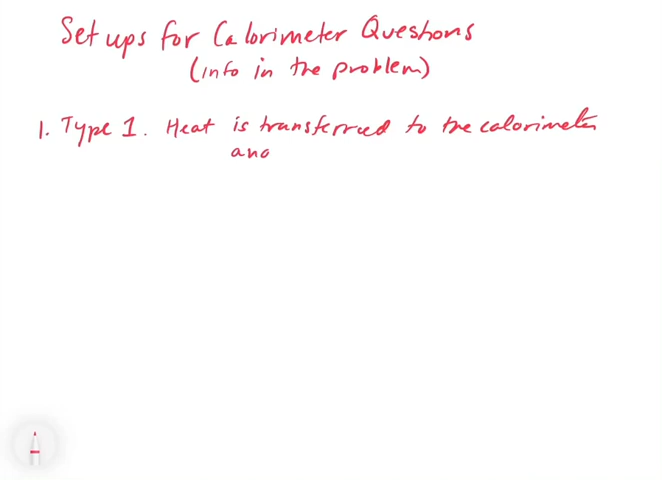 Set ups for Calorimeter Questions
(info in the problem)
1. Type 1. Heat is transferred to the calorimeter
and